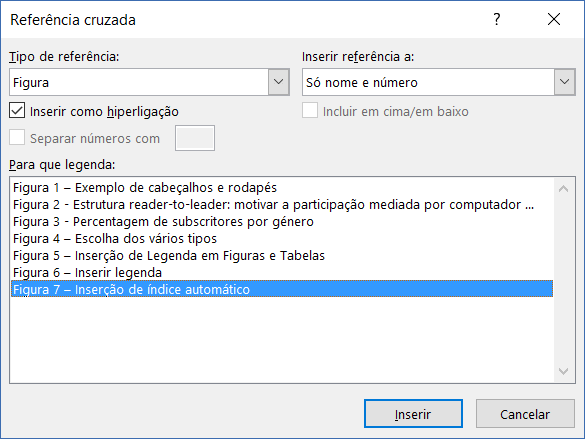 Referência cruzada
Tipo de referência: Inserir referência a:
Figura Só nome e número
Inserir como hiperligação Incluir em cima/em baixo
Separar números com
Para que legenda:
Figura 1 – Exemplo de cabeçalhos e rodapés
Figura 2 - Estrutura reader-to-leader: motivar a participação mediada por computador ...
Figura 3 - Percentagem de subscritores por género
Figura 4 – Escolha dos vários tipos
Figura 5 – Inserção de Legenda em Figuras e Tabelas
Figura 6 – Inserir legenda
Figura 7 – Inserção de índice automático
Inserir Cancelar